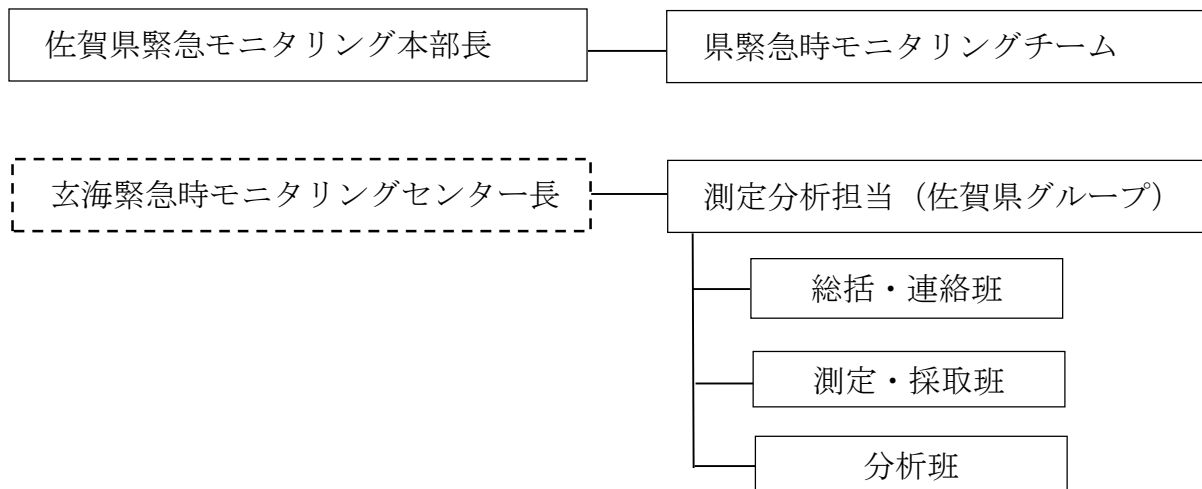 佐賀県緊急モニタリング本部長
県緊急時モニタリングチーム
玄海緊急時モニタリングセンター長
測定分析担当（佐賀県グループ）
総括・連絡班
測定・採取班
分析班